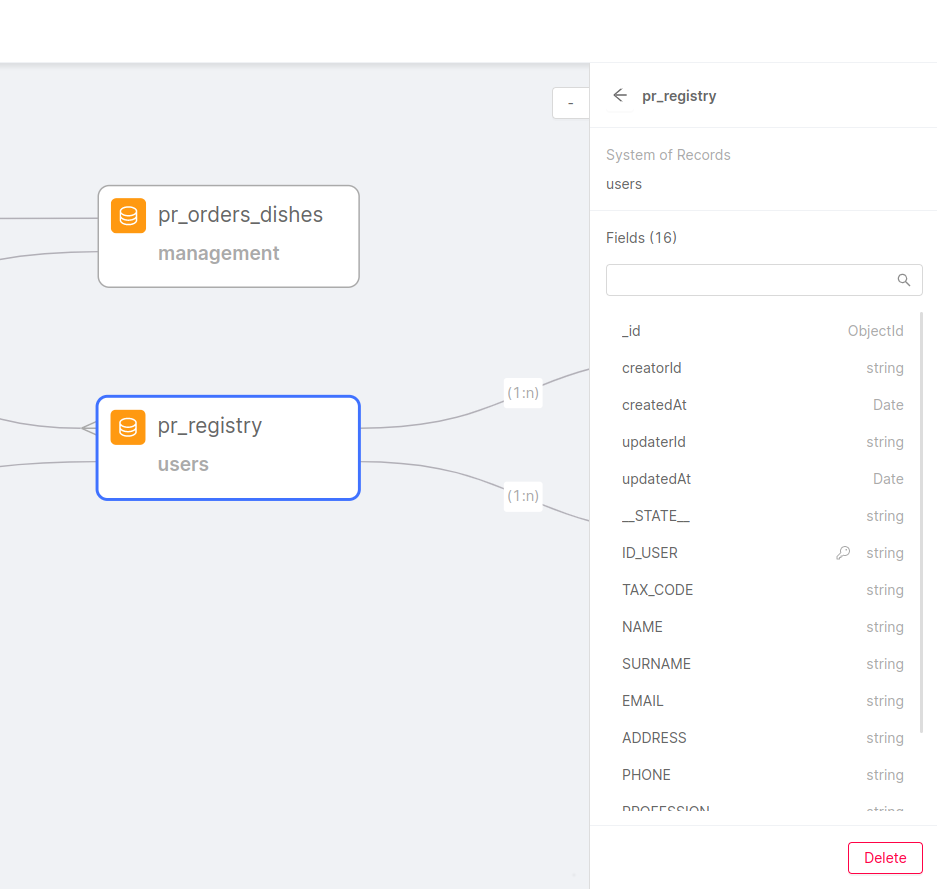 -
pr_orders_dishes
management
pr_registry
users
(1:n)
(1:n)
pr_registry
System of Records
users
Fields (16)
_id ObjectId
creatorId string
createdAt Date
updaterId string
updatedAt Date
__STATE__ string
ID_USER string
TAX_CODE string
NAME string
SURNAME string
EMAIL string
ADDRESS string
PHONE string
PROFESSION string
Delete